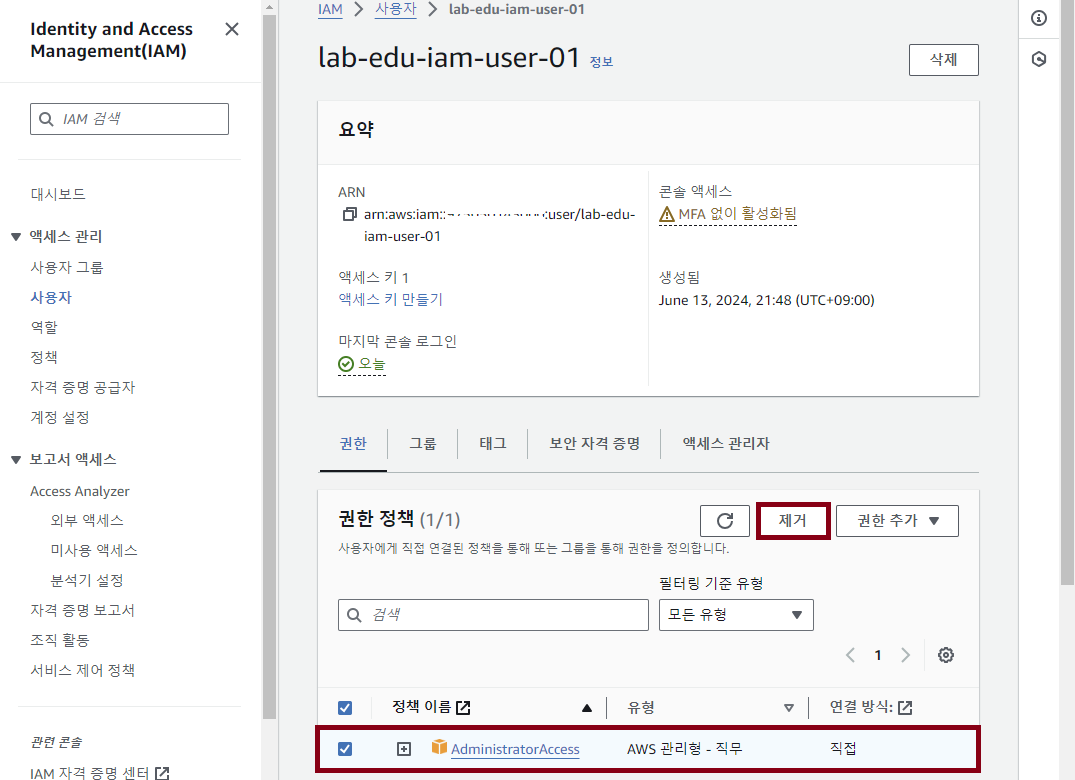 Identity and Access
Management(IAM)
IAM 검색
대시보드
액세스 관리
사용자 그룹
사용자
역할
정책
자격 증명 공급자
계정 설정
보고서 액세스
Access Analyzer
외부 액세스
미사용 액세스
분석기 설정
자격 증명 보고서
조직 활동
서비스 제어 정책
관련 콘솔
IAM 자격 증명 센터
IAM > 사용자 > lab-edu-iam-user-01
lab-edu-iam-user-01 정보
삭제
요약
ARN
arn:aws:iam:: :user/lab-edu-
iam-user-01
콘솔 액세스
MFA 없이 활성화됨
액세스 키 1
액세스 키 만들기
생성됨
June 13, 2024, 21:48 (UTC+09:00)
마지막 콘솔 로그인
오늘
권한 그룹 태그 보안 자격 증명 액세스 관리자
권한 정책 (1/1)
제거 권한 추가
사용자에게 직접 연결된 정책을 통해 또는 그룹을 통해 권한을 정의합니다.
필터링 기준 유형
검색 모든 유형
1
정책 이름 유형 연결 방식:
AdministratorAccess AWS 관리형 - 직무 직접